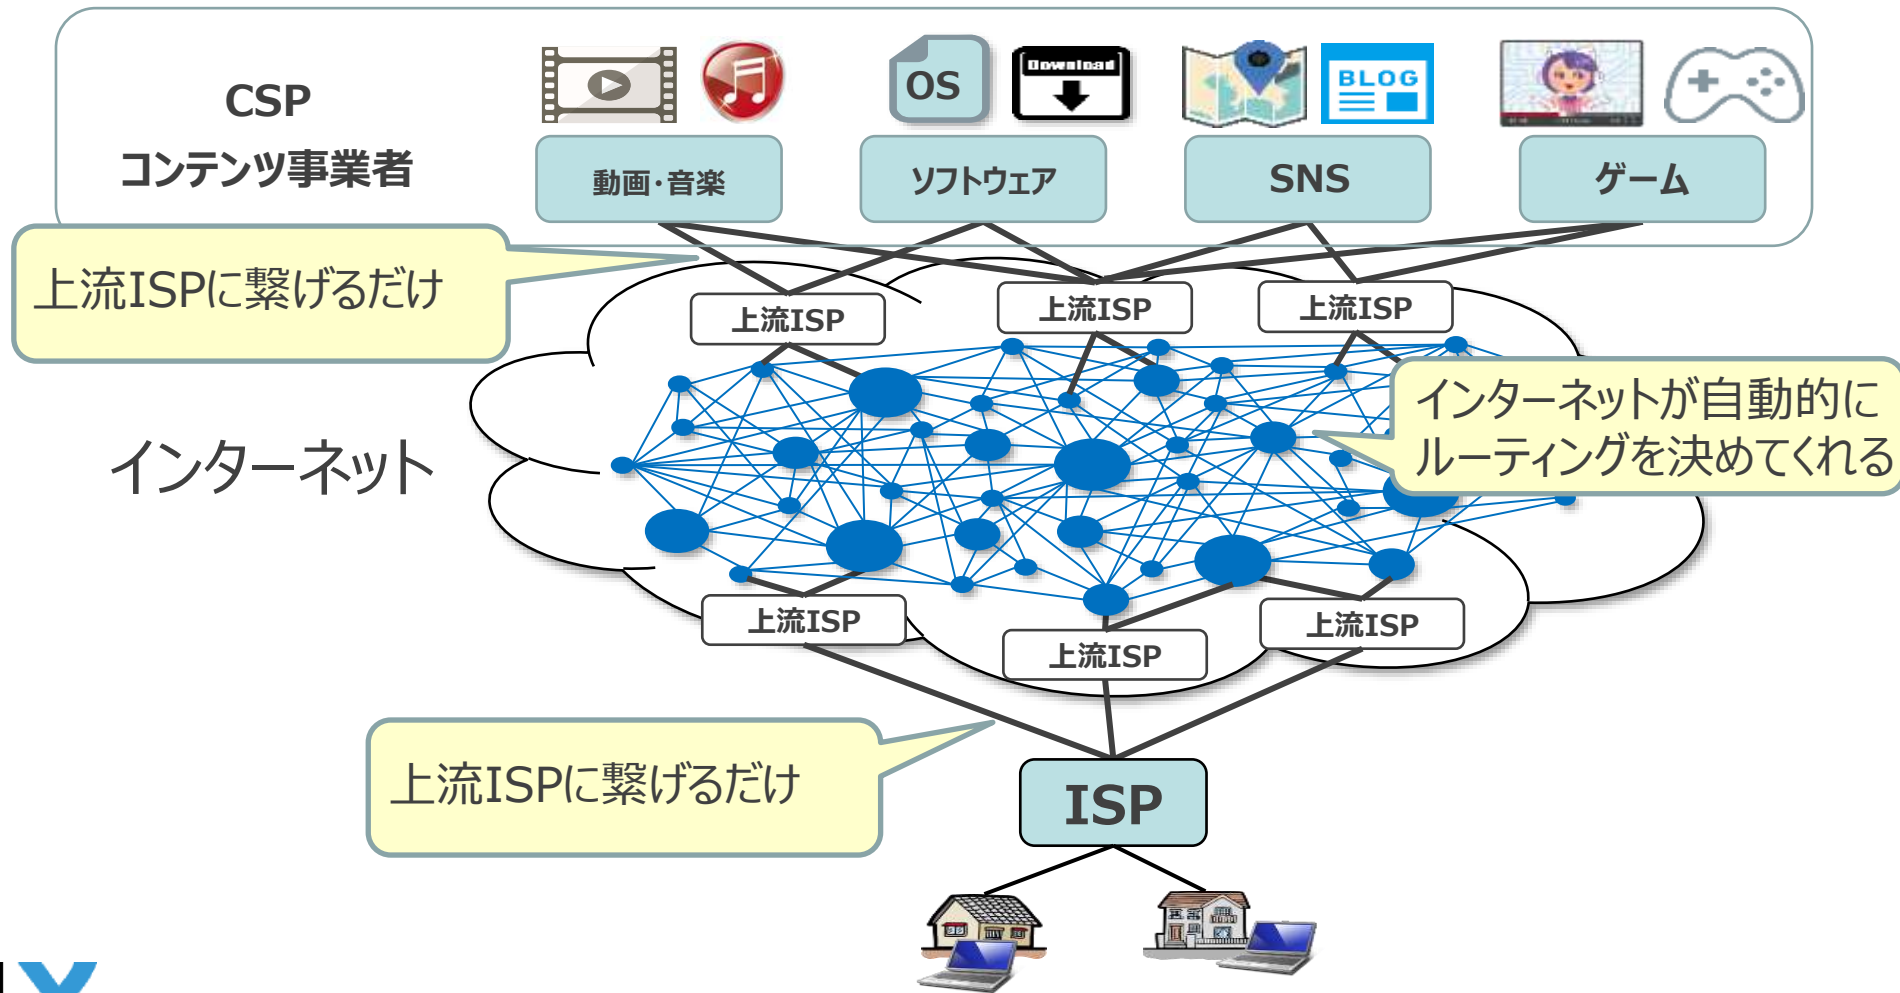 CSP
コンテンツ事業者
OS
Download
BLOG
動画・音楽
ソフトウェア
SNS
ゲーム
上流ISPに繋げるだけ
上流ISP
上流ISP
上流ISP
インターネットが自動的に
ルーティングを決めてくれる
インターネット
上流ISP
上流ISP
上流ISP
上流ISPに繋げるだけ
ISP